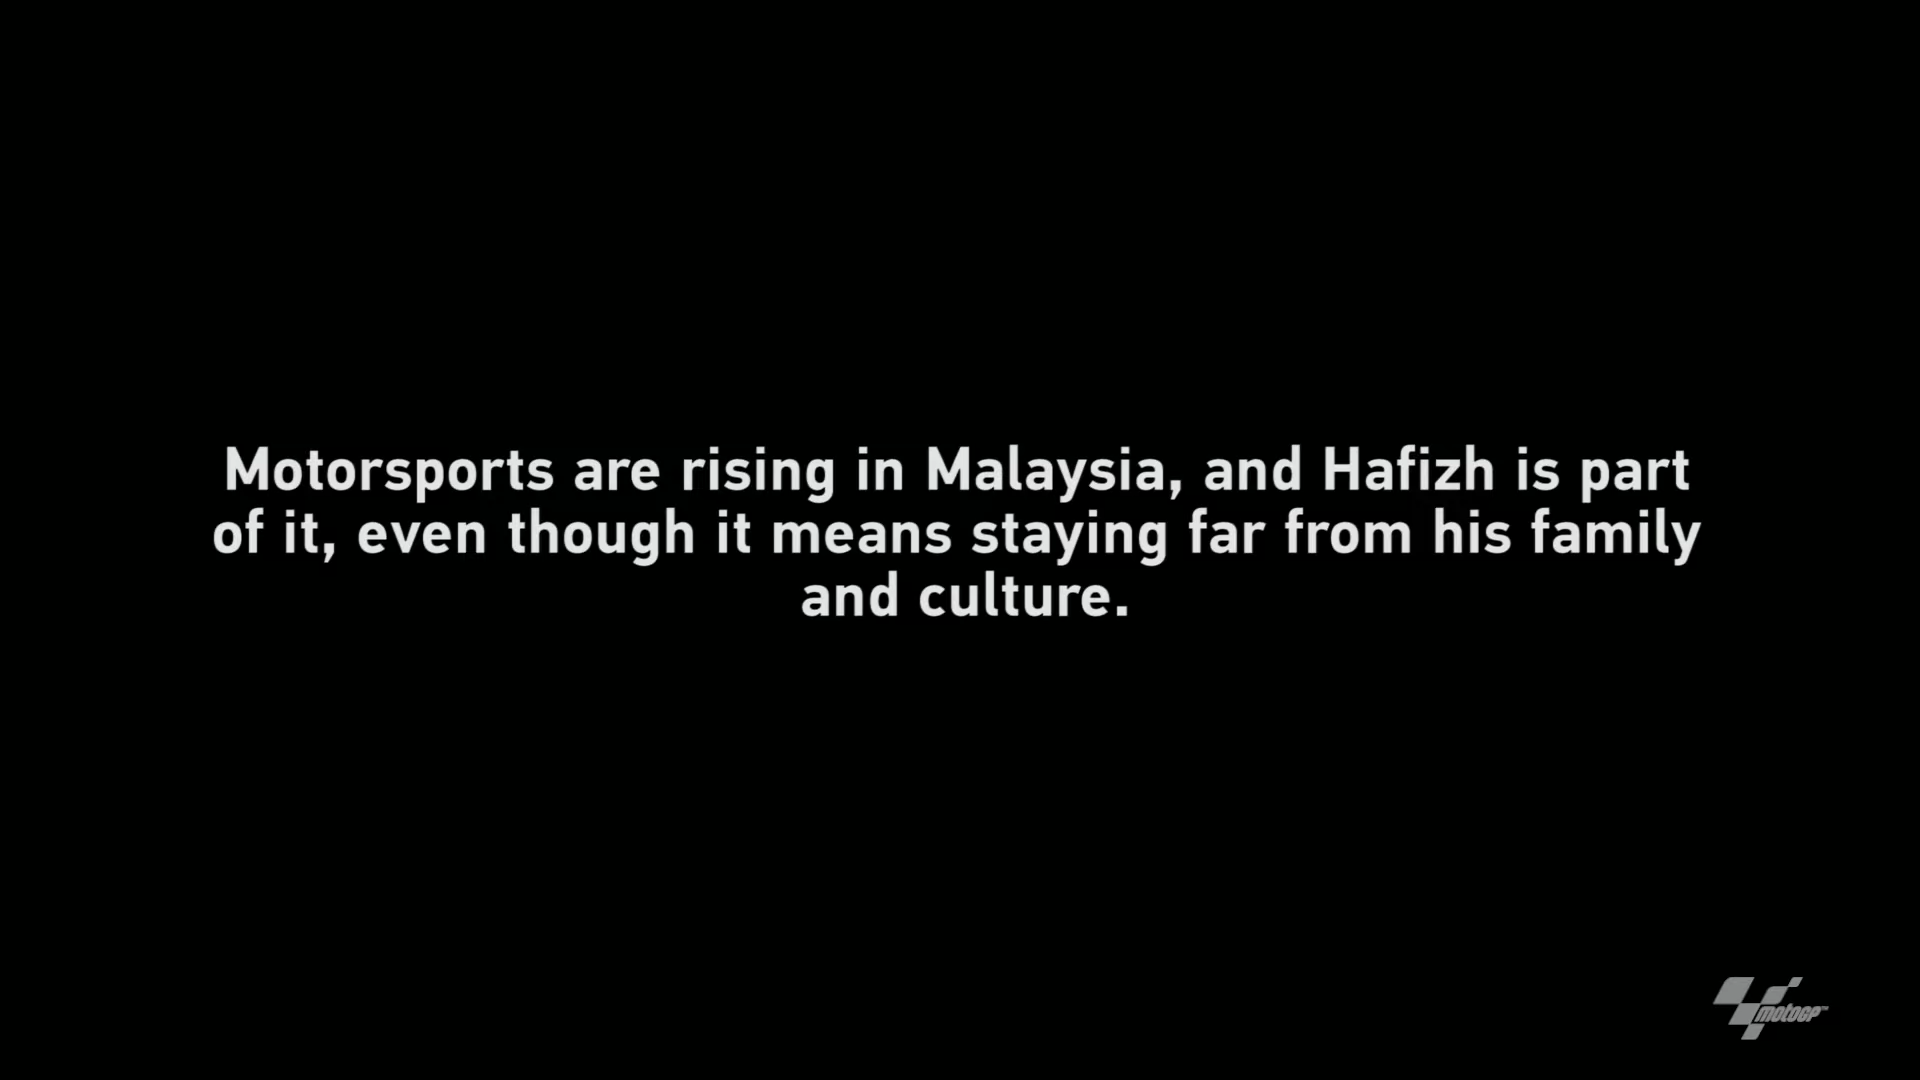 Motorsports are rising in Malaysia, and Hafizh is part
of it, even though it means staying far from his family
and culture.
motoGP™